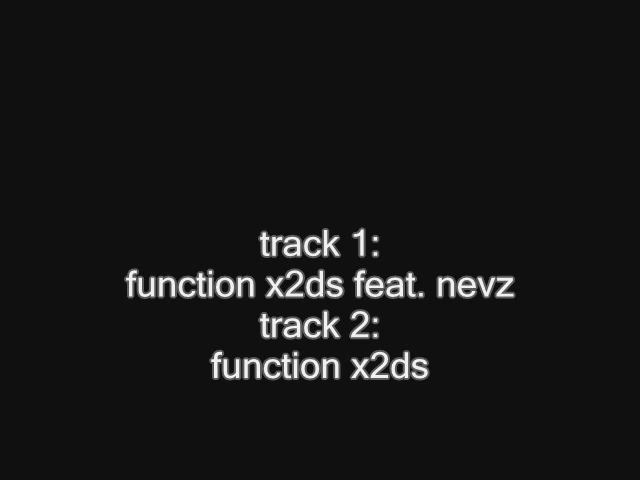 track 1:
function x2ds feat. nevz
track 2:
function x2ds